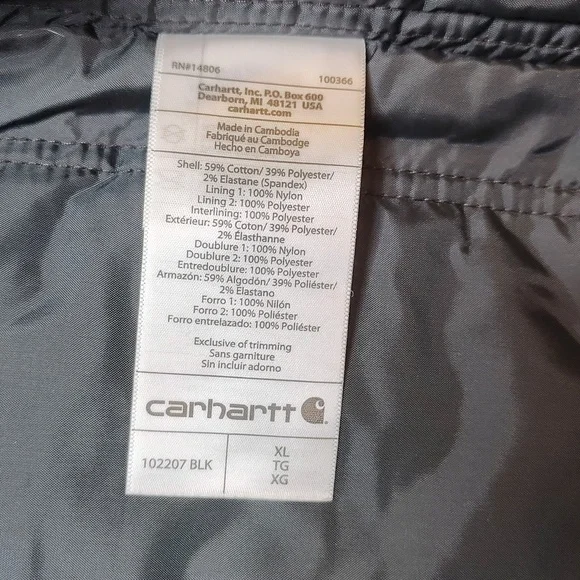 RN#14806 100366
Carhartt, Inc. P.O. Box 600
Dearborn, MI 48121 USA
carhartt.com
Made in Cambodia
Fabriqué au Cambodge
Hecho en Camboya
Shell: 59% Cotton/ 39% Polyester/
2% Elastane (Spandex)
Lining 1: 100% Nylon
Lining 2: 100% Polyester
Interlining: 100% Polyester
Extérieur: 59% Coton/ 39% Polyester/
2% Élasthanne
Doublure 1: 100% Nylon
Doublure 2: 100% Polyester
Entredoublure: 100% Polyester
Armazón: 59% Algodón/ 39% Poliéster/
2% Elastano
Forro 1: 100% Nilón
Forro 2: 100% Poliéster
Forro entrelazado: 100% Poliéster
Exclusive of trimming
Sans garniture
Sin incluir adorno
carhartt
102207 BLK
XL
TG
XG